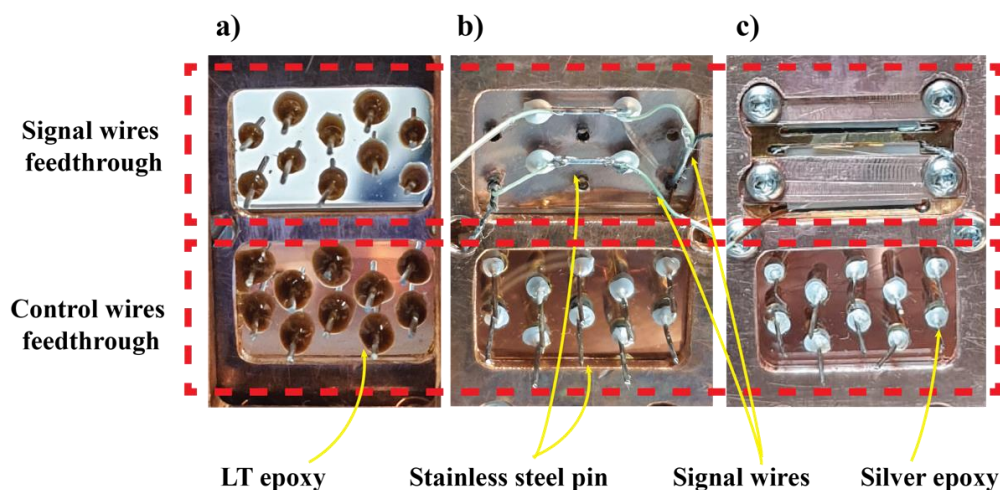 a)
b)
c)
Signal wires
feedthrough
Control wires
feedthrough
LT epoxy
Stainless steel pin
Signal wires
Silver epoxy